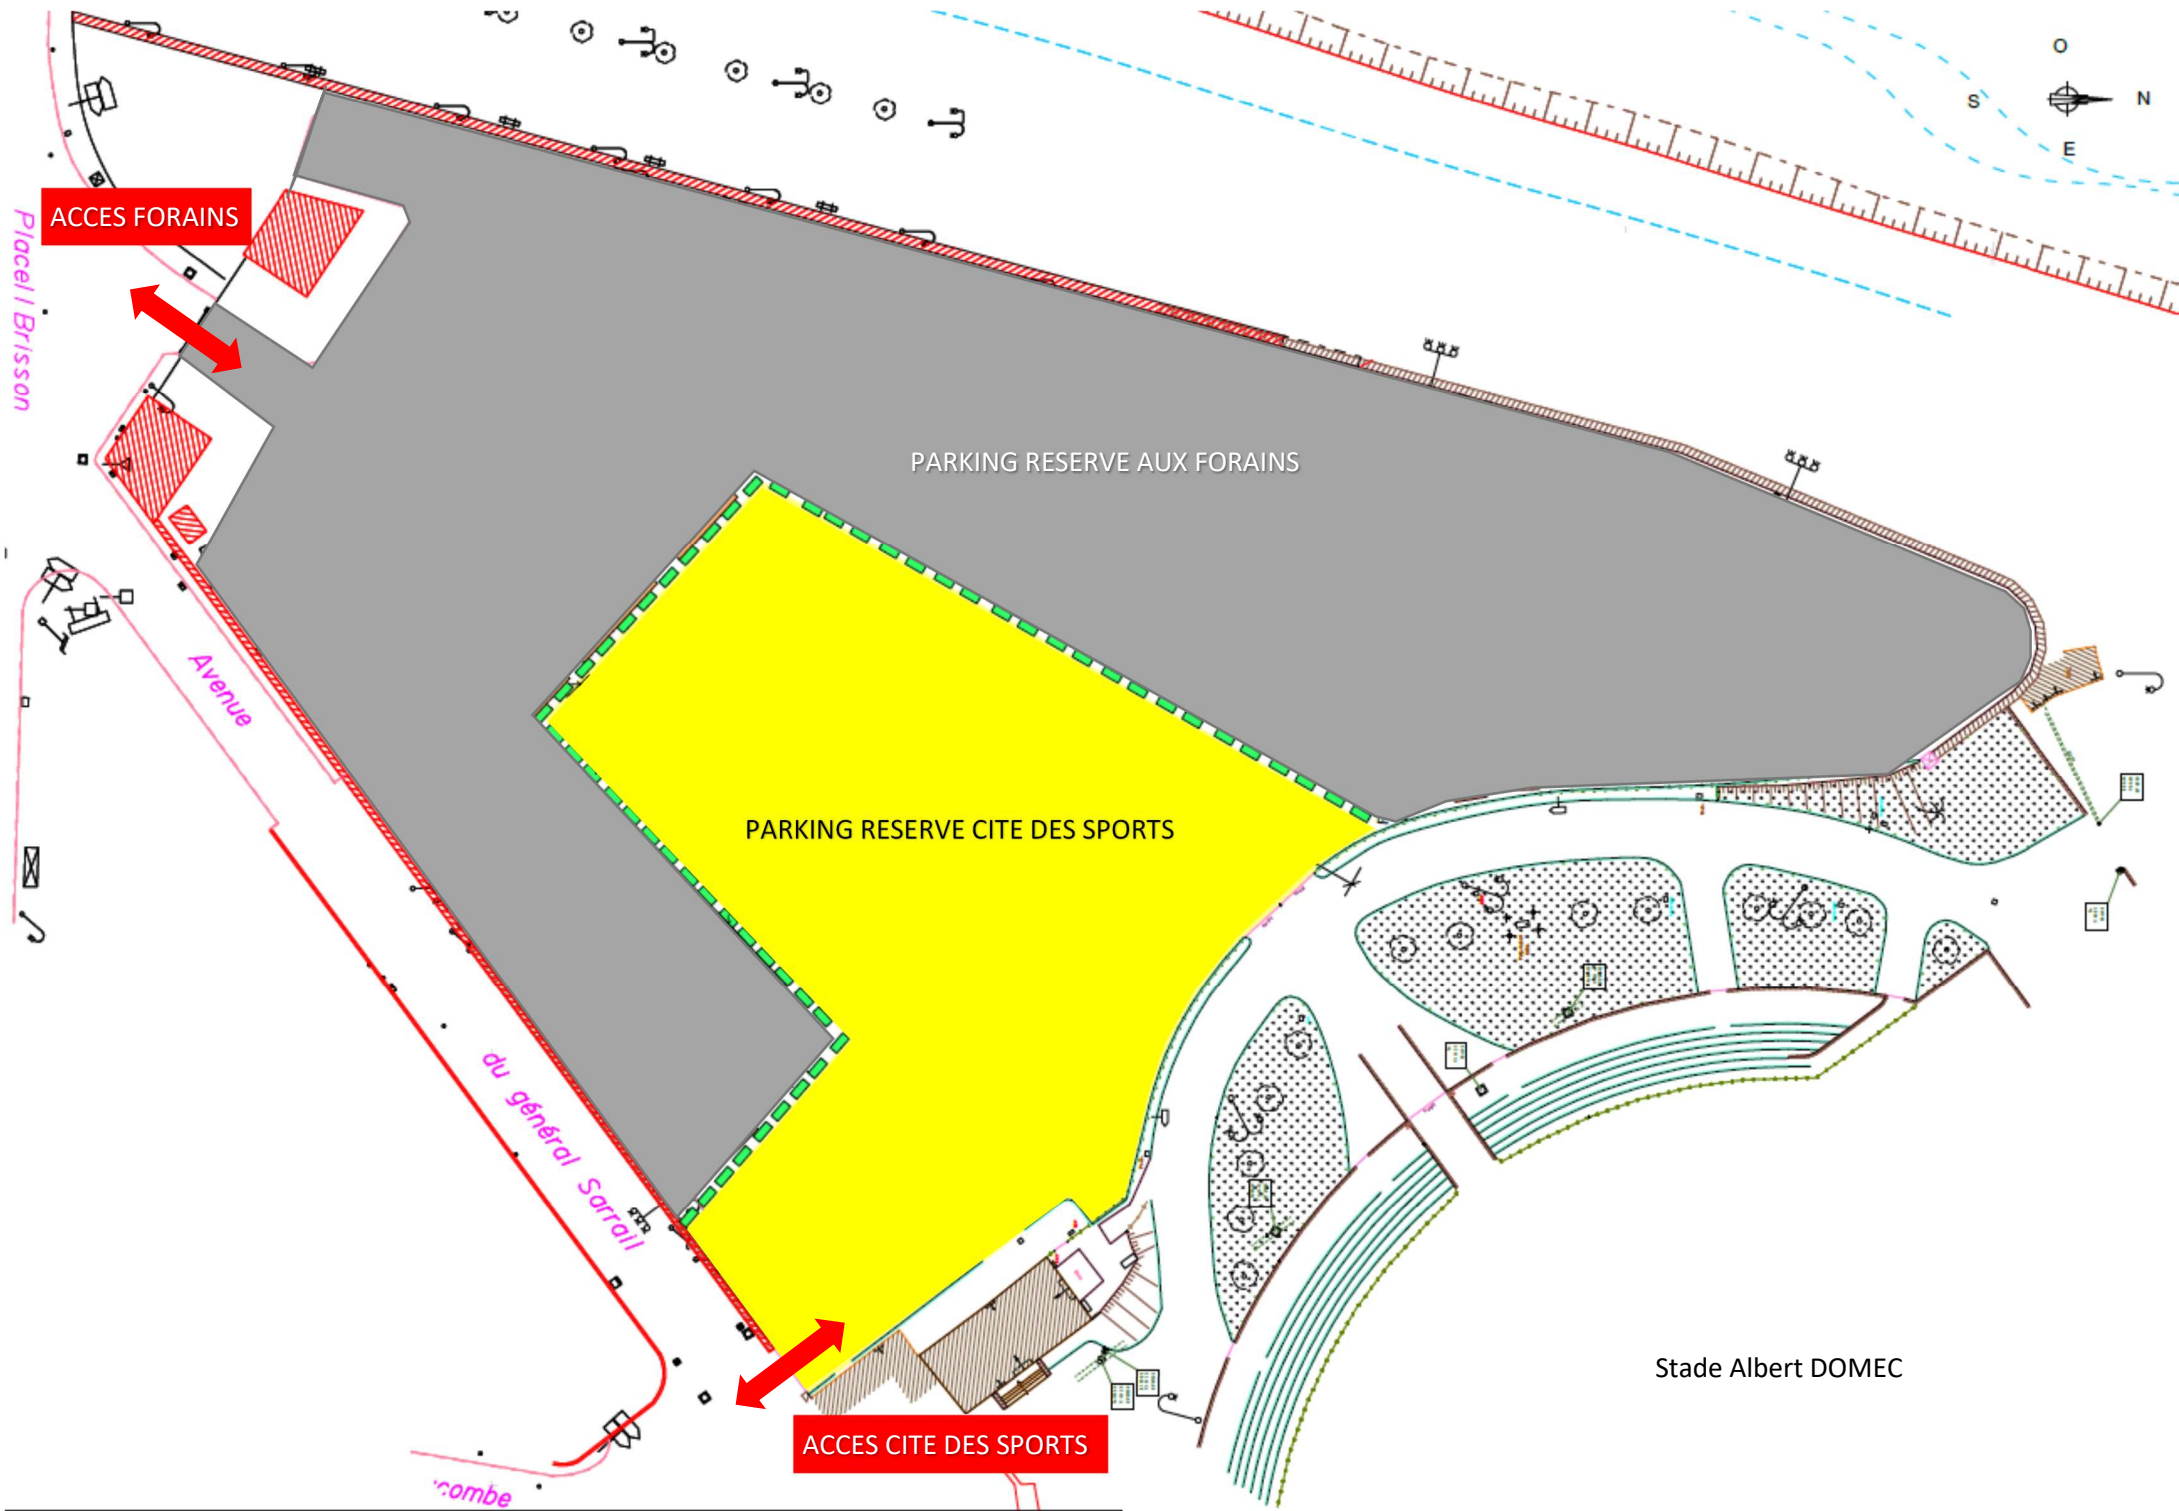 O
S
N
E
ACCES FORAINS
Place H Brisson
PARKING RESERVE AUX FORAINS
Avenue
PARKING RESERVE CITE DES SPORTS
du général Sarrail
Stade Albert DOMEC
ACCES CITE DES SPORTS
combe